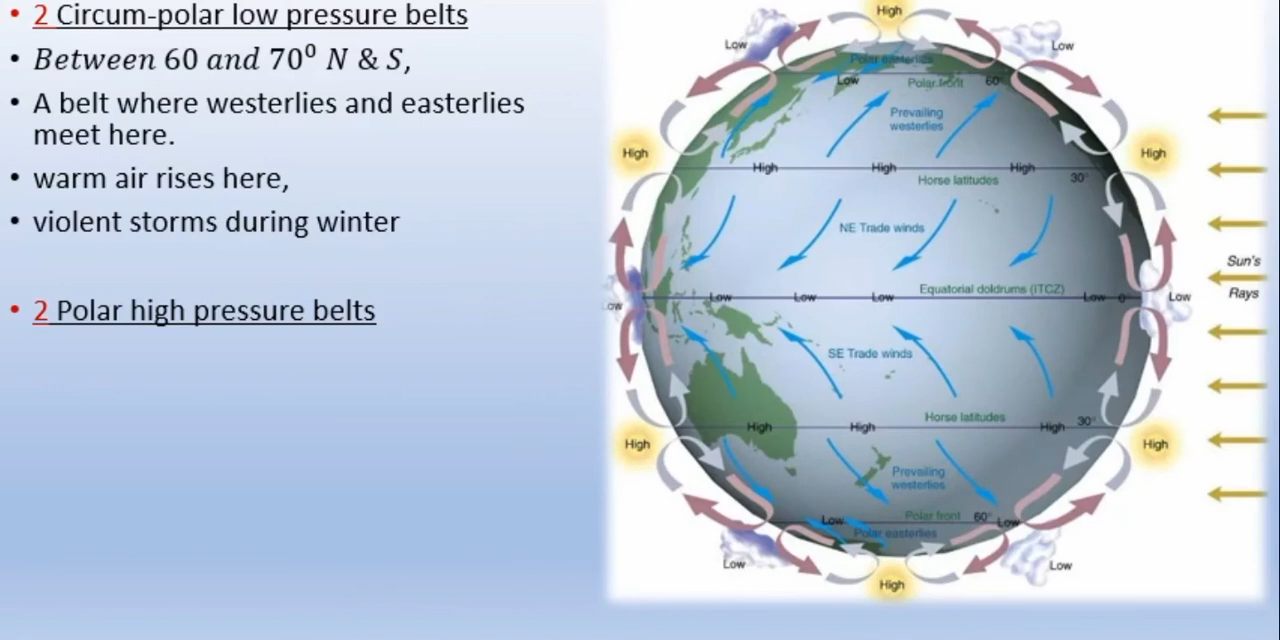 • 2 Circum-polar low pressure belts
• Between 60 and 70⁰ N & S,
• A belt where westerlies and easterlies
meet here.
• warm air rises here,
• violent storms during winter
• 2 Polar high pressure belts
High
Low
Low
Polar easterlies
Low
Polar front
60°
Prevailing
westerlies
High
High
High
High
High
30°
Horse latitudes
NE Trade winds
Sun's
Rays
Equatorial doldrums (ITCZ)
Low
Low
Low
Low
Low
0°
Low
SE Trade winds
Horse latitudes
30°
High
High
High
High
High
Prevailing
westerlies
Low
Polar front
60°
Low
Polar easterlies
Low
Low
High